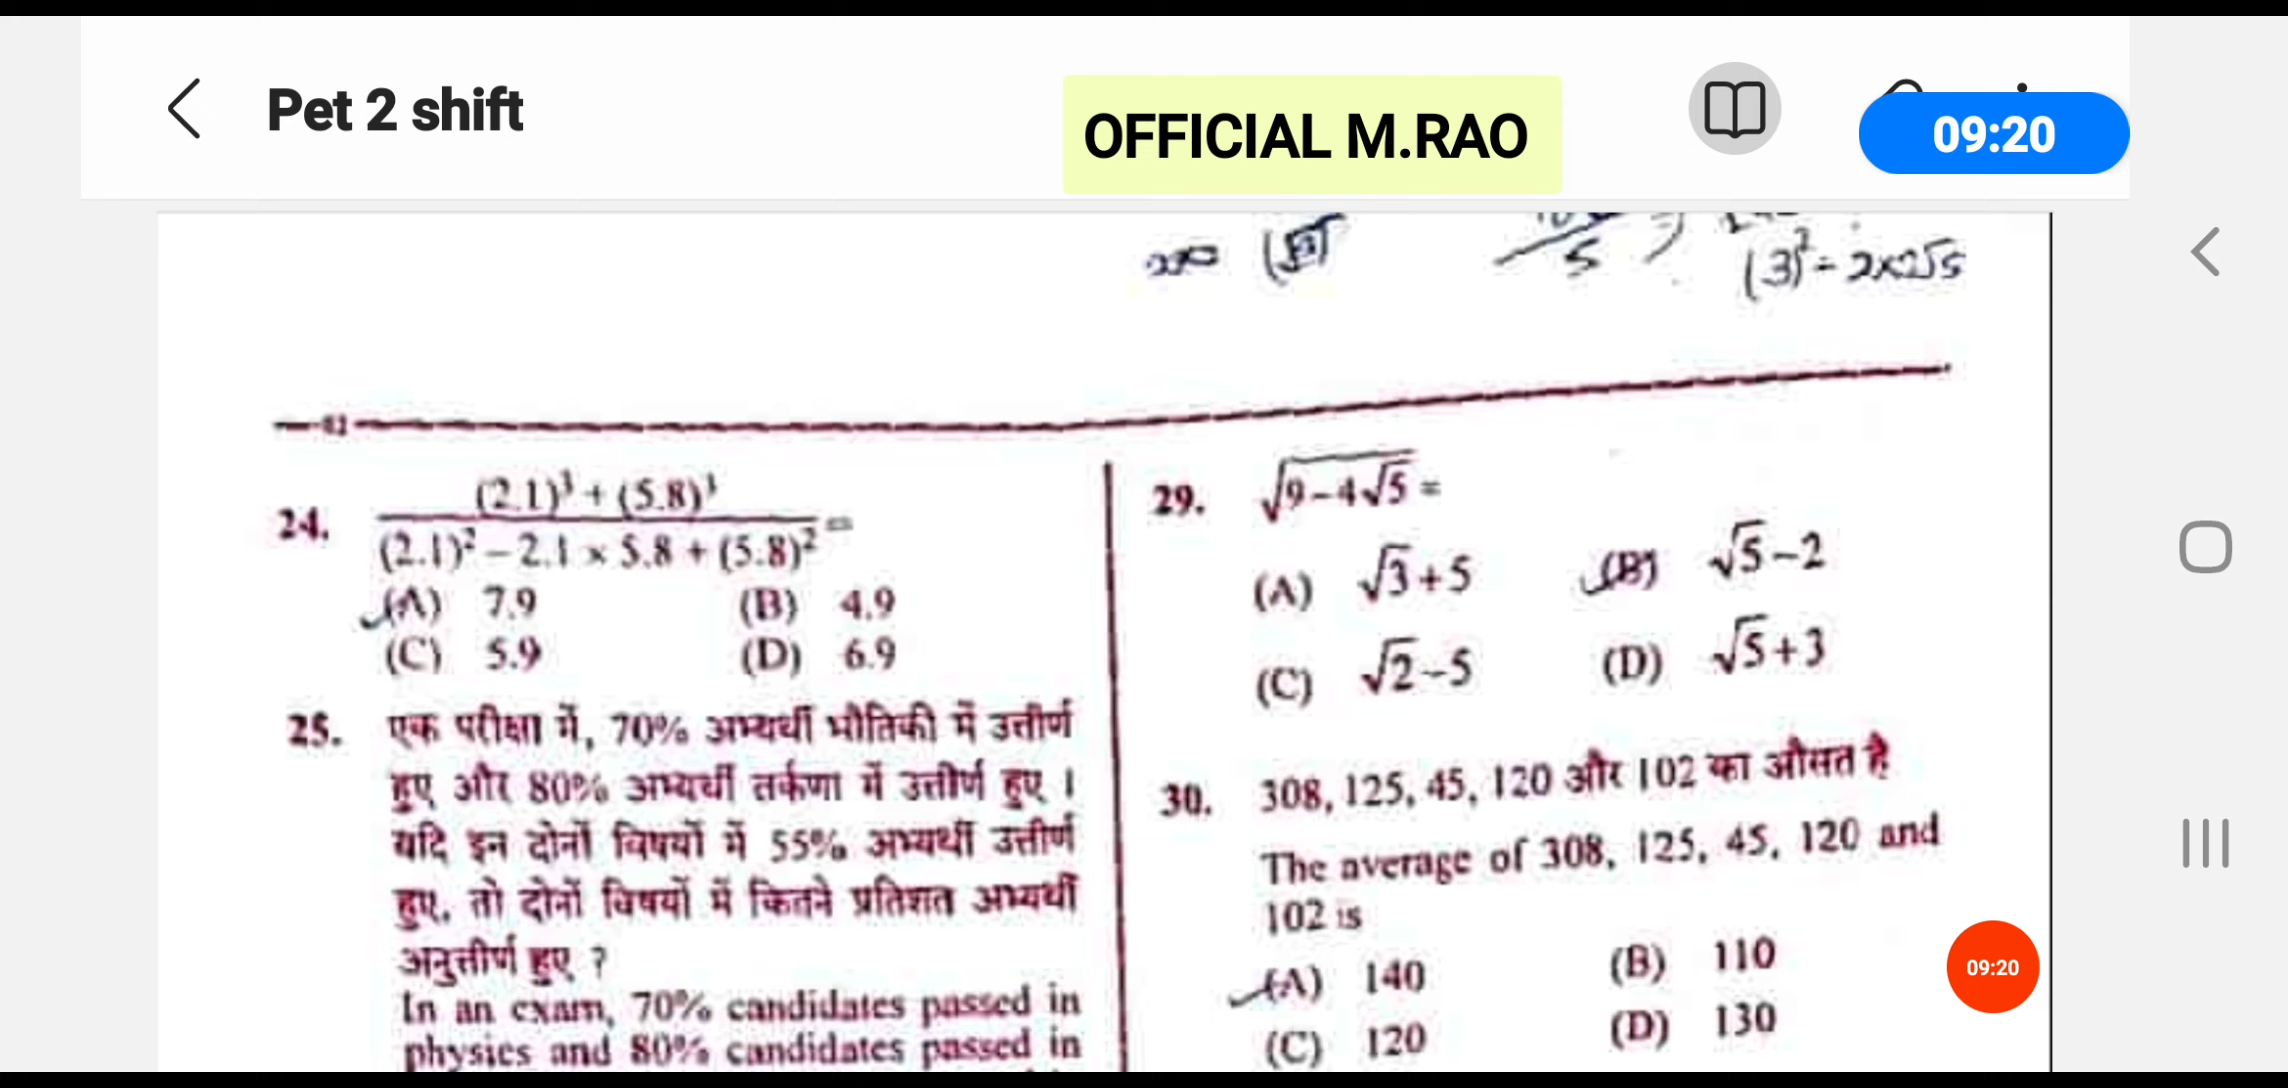 Pet 2 shift
OFFICIAL M.RAO
09:20
5
(3)² - 2x2√5
24. (2.1)³ + (5.8)³
(2.1)² – 2.1 × 5.8 + (5.8)² =
(A) 7.9 (B) 4.9
(C) 5.9 (D) 6.9
25. एक परीक्षा में, 70% अभ्यर्थी भौतिकी में उत्तीर्ण
हुए और 80% अभ्यर्थी तर्कणा में उत्तीर्ण हुए ।
यदि इन दोनों विषयों में 55% अभ्यर्थी उत्तीर्ण
हुए, तो दोनों विषयों में कितने प्रतिशत अभ्यर्थी
अनुत्तीर्ण हुए ?
In an exam, 70% candidates passed in
physics and 80% candidates passed in
29. √9–4√5 =
(A) √3+5 (B) √5–2
(C) √2–5 (D) √5+3
30. 308, 125, 45, 120 और 102 का औसत है
The average of 308, 125, 45, 120 and
102 is
(A) 140 (B) 110
(C) 120 (D) 130
09:20